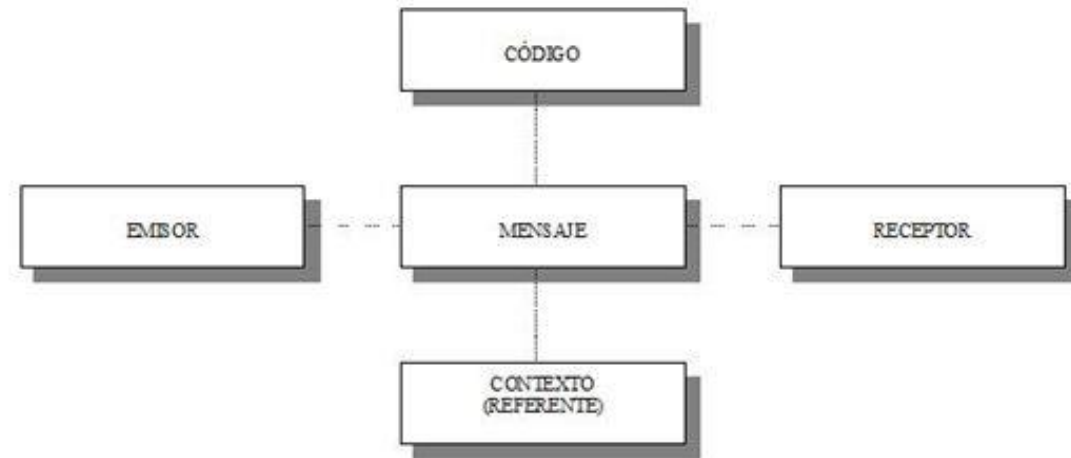 CÓDIGO
EMISOR
MENSAJE
RECEPTOR
CONTEXTO
(REFERENTE)